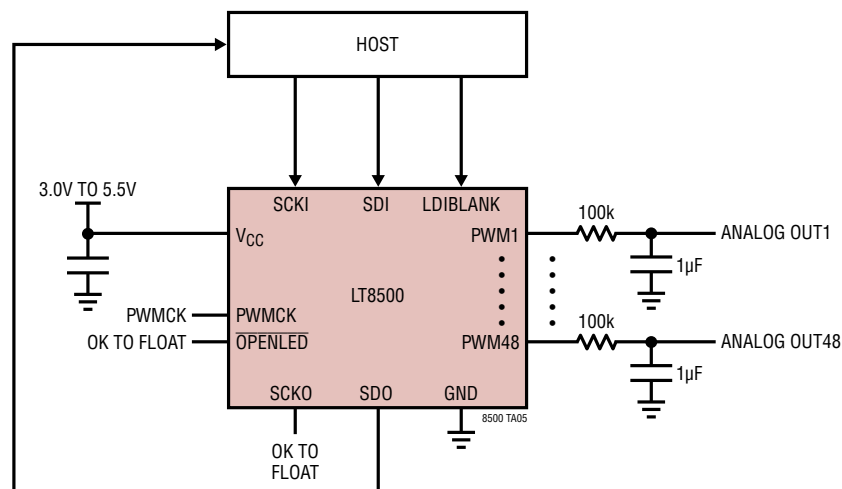 HOST
3.0V TO 5.5V
SCKI SDI LDIBLANK
100k
VCC
PWM1
ANALOG OUT1
1µF
LT8500
PWMCK
PWMCK
100k
OK TO FLOAT
OPENLED
PWM48
ANALOG OUT48
1µF
SCKO SDO GND
8500 TA05
OK TO
FLOAT